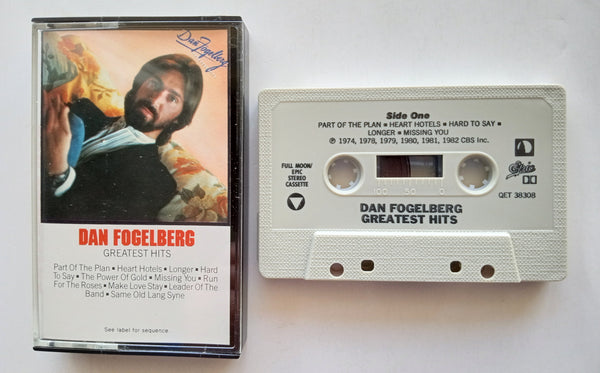 Dan Fogelberg
DAN FOGELBERG
GREATEST HITS
Part Of The Plan ▪ Heart Hotels ▪ Longer ▪ Hard
To Say ▪ The Power Of Gold ▪ Missing You ▪ Run
For The Roses ▪ Make Love Stay ▪ Leader Of The
Band ▪ Same Old Lang Syne
See label for sequence.
Side One
PART OF THE PLAN ▪ HEART HOTELS ▪ HARD TO SAY ▪
LONGER ▪ MISSING YOU
℗ 1974, 1978, 1979, 1980, 1981, 1982 CBS Inc.
FULL MOON/
EPIC
STEREO
CASSETTE
Epic
QET 38308
100 50 0
DAN FOGELBERG
GREATEST HITS